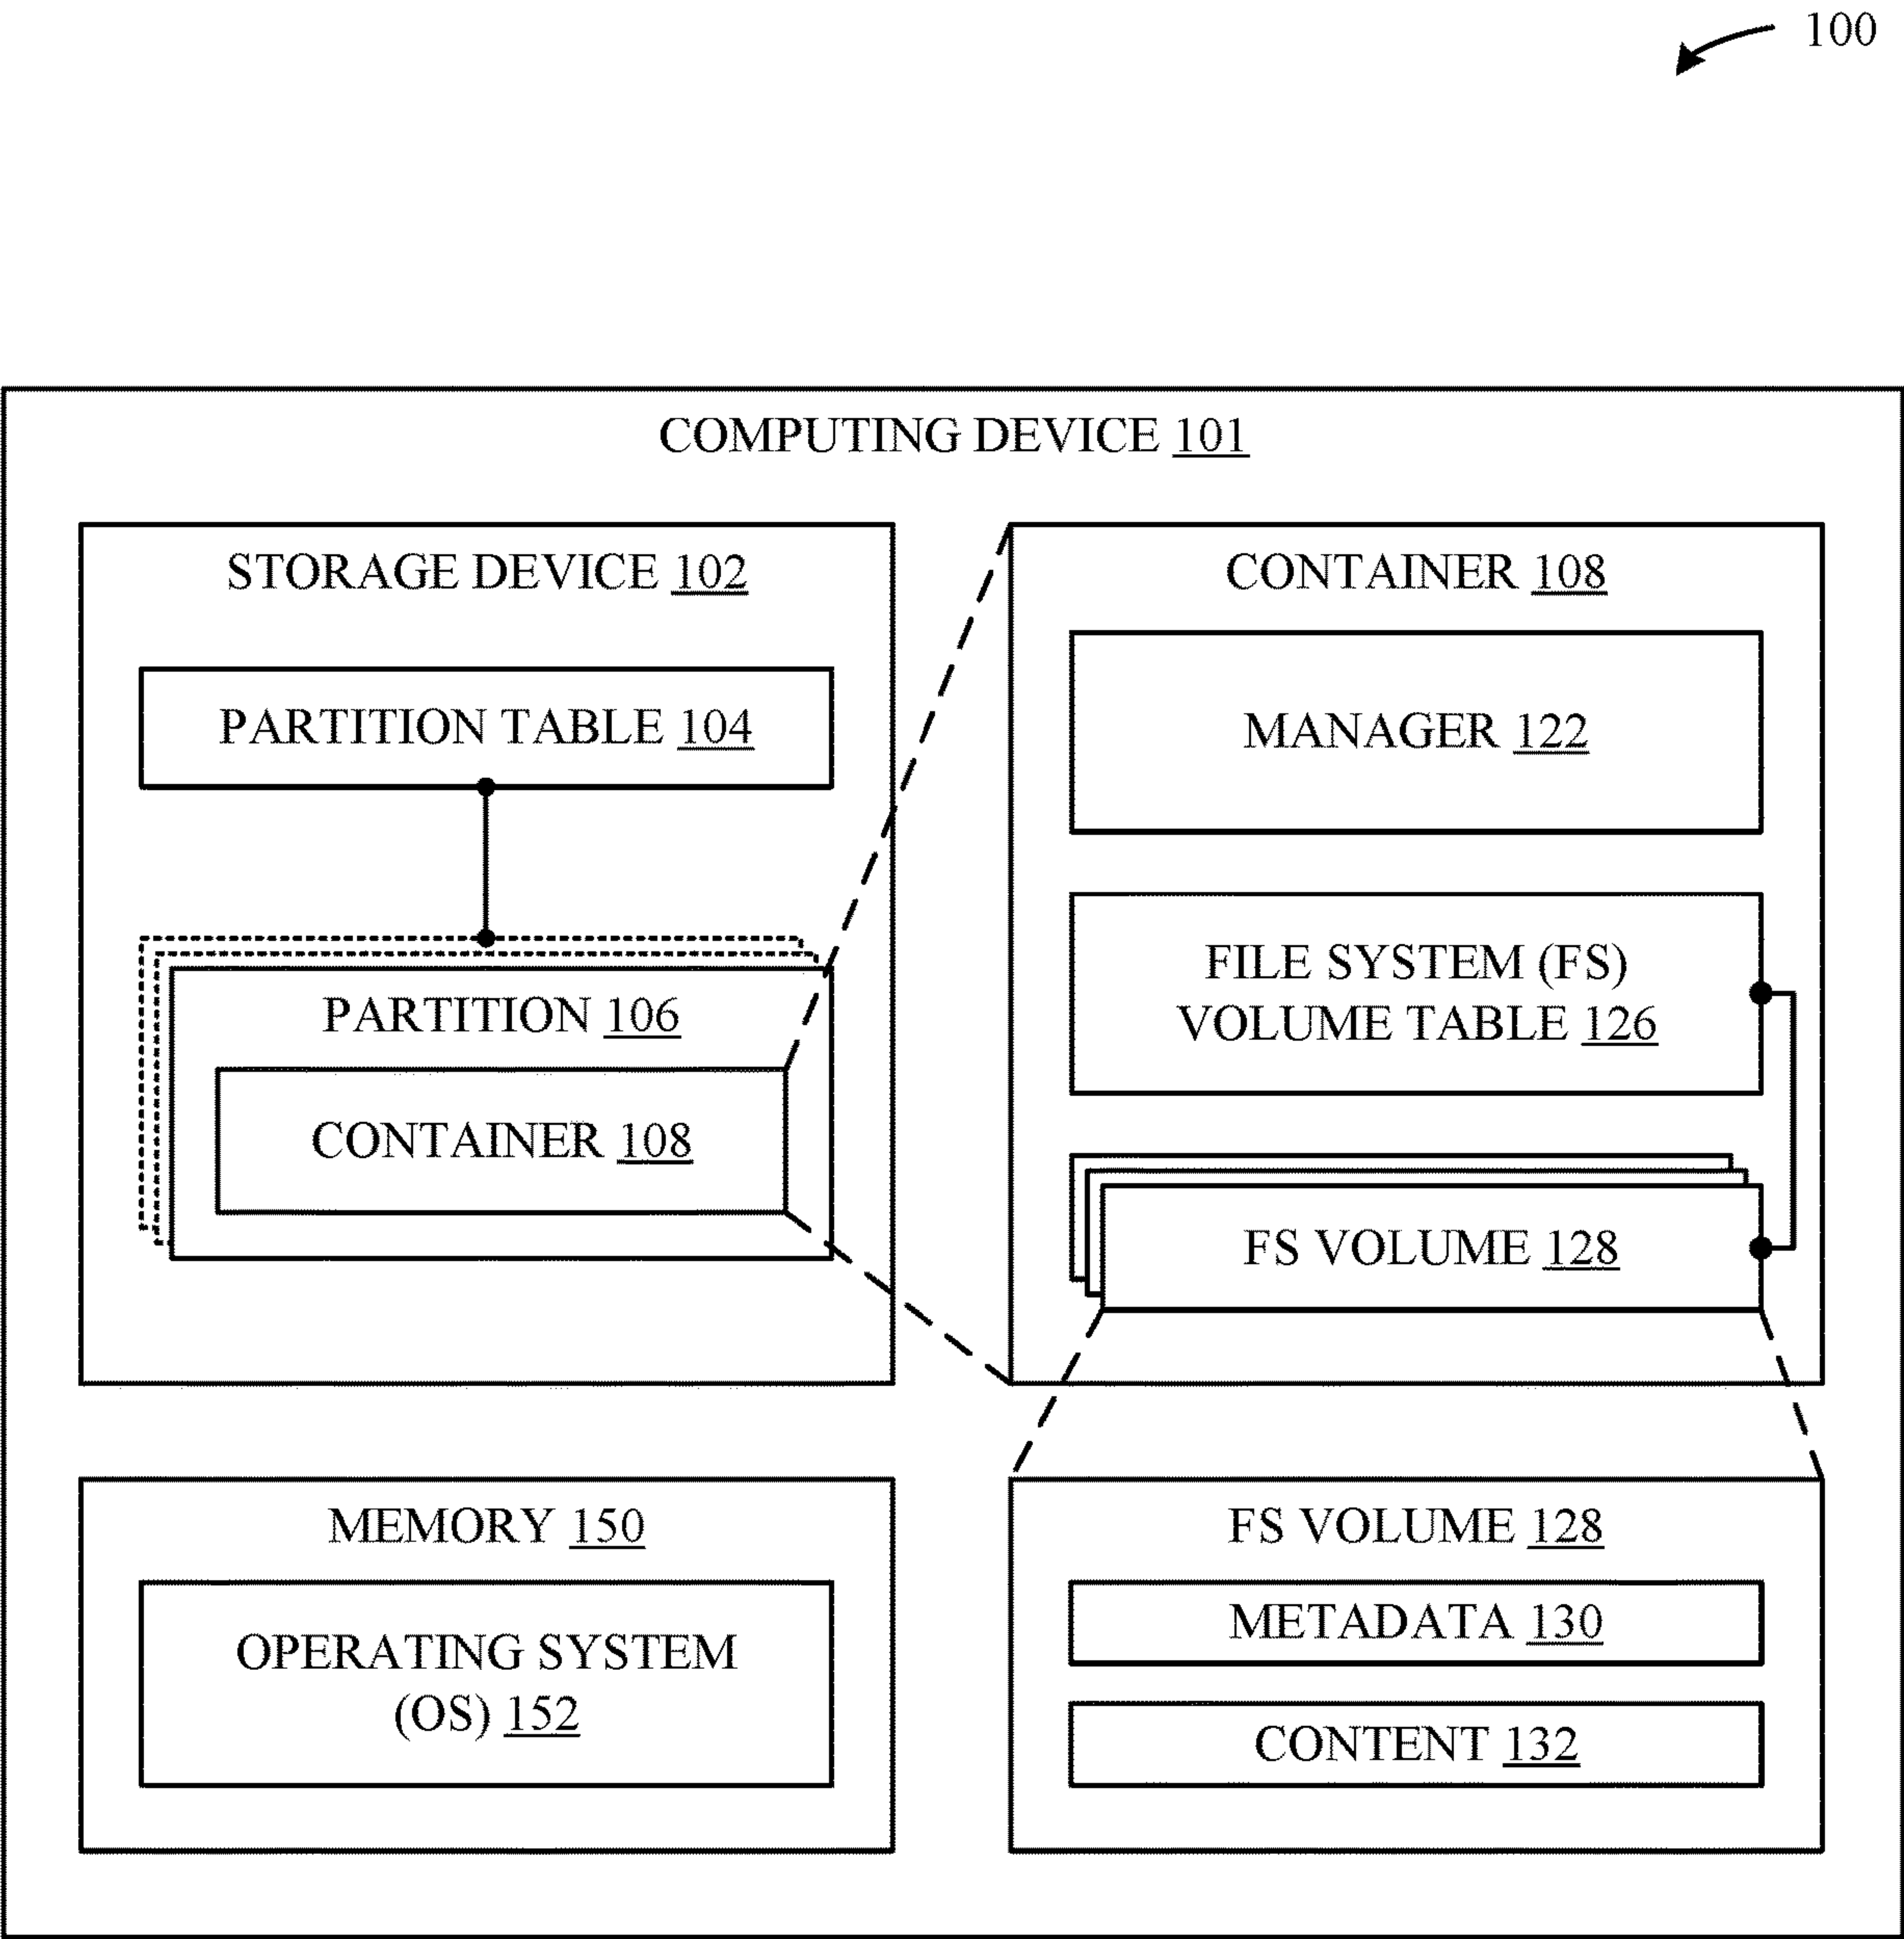 100
COMPUTING DEVICE 101
STORAGE DEVICE 102
PARTITION TABLE 104
PARTITION 106
CONTAINER 108
CONTAINER 108
MANAGER 122
FILE SYSTEM (FS)
VOLUME TABLE 126
FS VOLUME 128
MEMORY 150
OPERATING SYSTEM
(OS) 152
FS VOLUME 128
METADATA 130
CONTENT 132